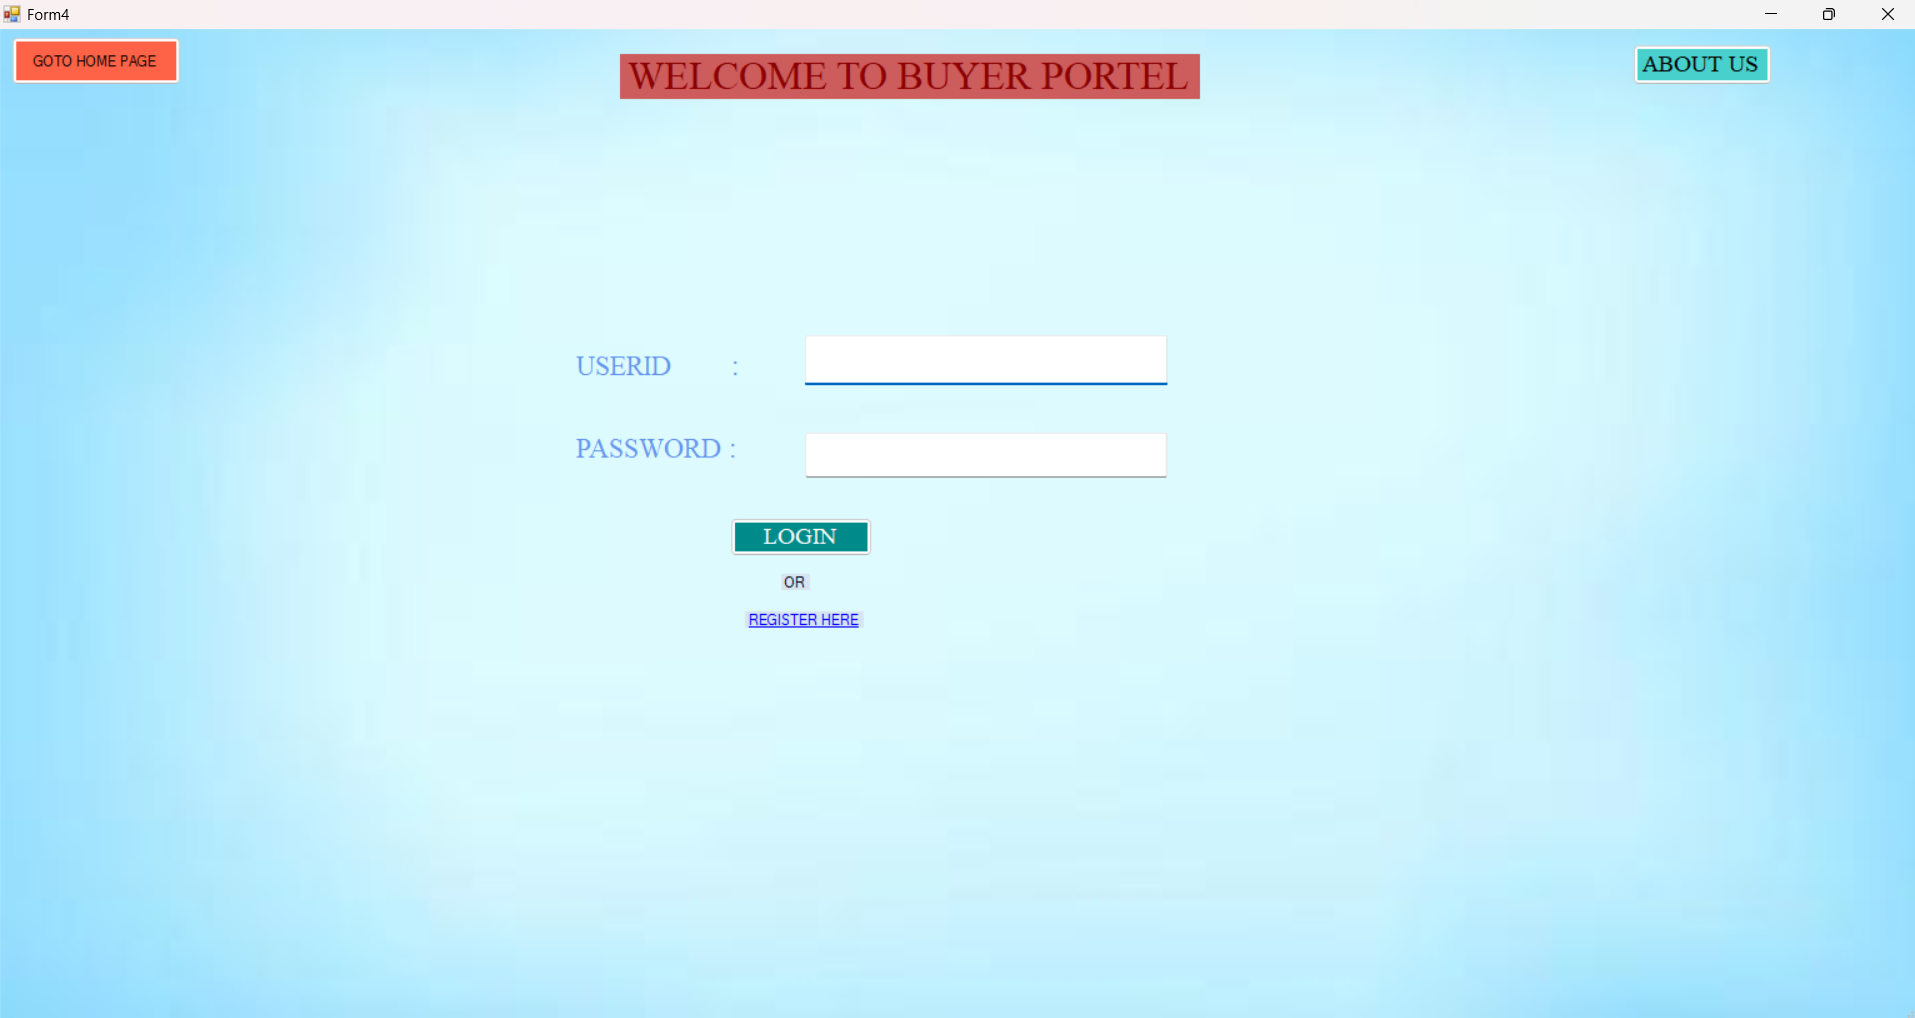 Form4
GOTO HOME PAGE
WELCOME TO BUYER PORTEL
ABOUT US
USERID :
PASSWORD :
LOGIN
OR
REGISTER HERE